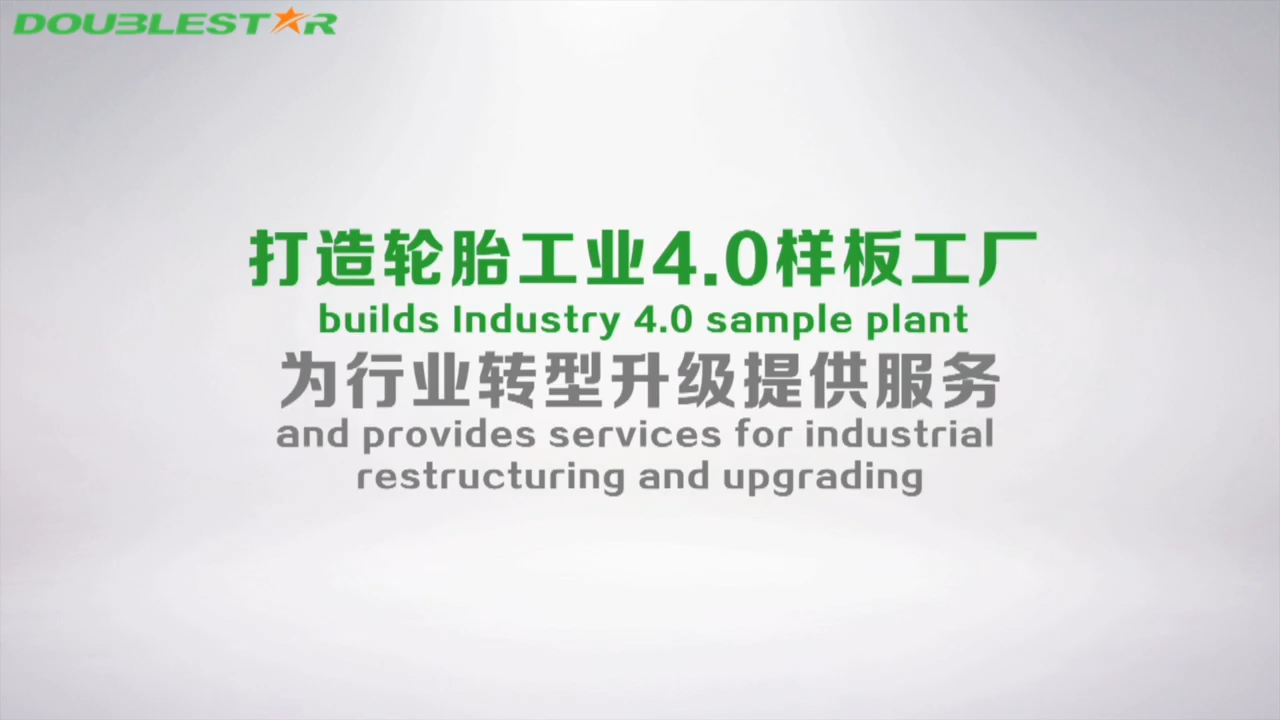 DOUBLESTAR
打造轮胎工业4.0样板工厂
builds Industry 4.0 sample plant
为行业转型升级提供服务
and provides services for industrial
restructuring and upgrading